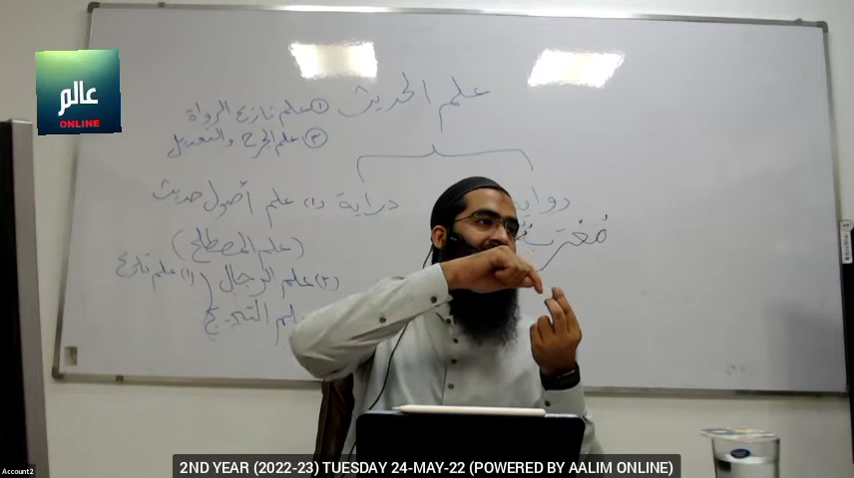 عالم
ONLINE
علم الحديث
① علم تاريخ الرواة
② علم الجرح والتعديل
دراية (١) علم أصول حديث
(علم المصطلح)
(٢) علم الرجال (١) علم تاريخ
علم التخريج
Account2
2ND YEAR (2022-23) TUESDAY 24-MAY-22 (POWERED BY AALIM ONLINE)